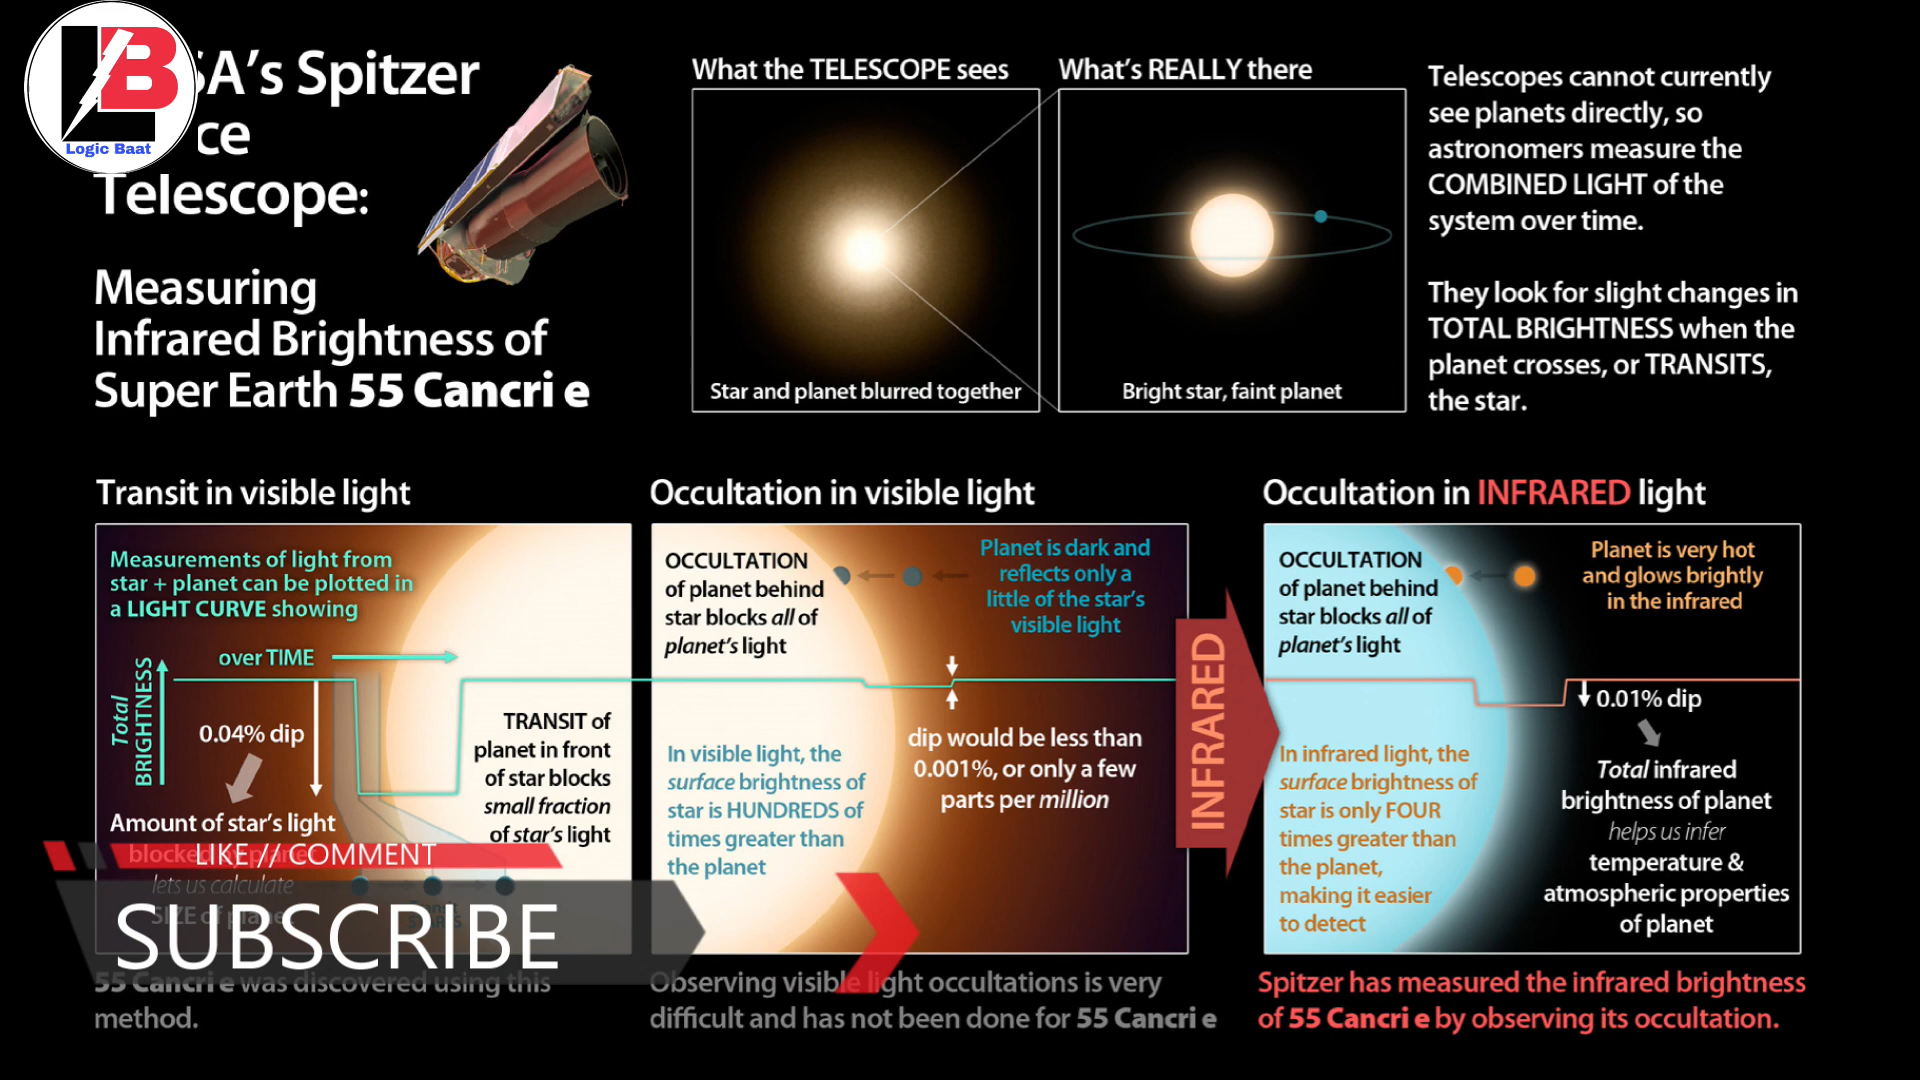 LB
Logic Baat
SA's Spitzer
ce
Telescope:
Measuring
Infrared Brightness of
Super Earth 55 Cancri e
What the TELESCOPE sees
Star and planet blurred together
What's REALLY there
Bright star, faint planet
Telescopes cannot currently
see planets directly, so
astronomers measure the
COMBINED LIGHT of the
system over time.
They look for slight changes in
TOTAL BRIGHTNESS when the
planet crosses, or TRANSITS,
the star.
Transit in visible light
Measurements of light from
star + planet can be plotted in
a LIGHT CURVE showing
over TIME
Total
BRIGHTNESS
0.04% dip
TRANSIT of
planet in front
of star blocks
small fraction
of star's light
Amount of star's light
blocked by planet
lets us calculate
SIZE of planet
LIKE // COMMENT
SUBSCRIBE
55 Cancri e was discovered using this
method.
Occultation in visible light
OCCULTATION
of planet behind
star blocks all of
planet's light
Planet is dark and
reflects only a
little of the star's
visible light
In visible light, the
surface brightness of
star is HUNDREDS of
times greater than
the planet
dip would be less than
0.001%, or only a few
parts per million
Observing visible light occultations is very
difficult and has not been done for 55 Cancri e
INFRARED
Occultation in INFRARED light
OCCULTATION
of planet behind
star blocks all of
planet's light
Planet is very hot
and glows brightly
in the infrared
0.01% dip
In infrared light, the
surface brightness of
star is only FOUR
times greater than
the planet,
making it easier
to detect
Total infrared
brightness of planet
helps us infer
temperature &
atmospheric properties
of planet
Spitzer has measured the infrared brightness
of 55 Cancri e by observing its occultation.